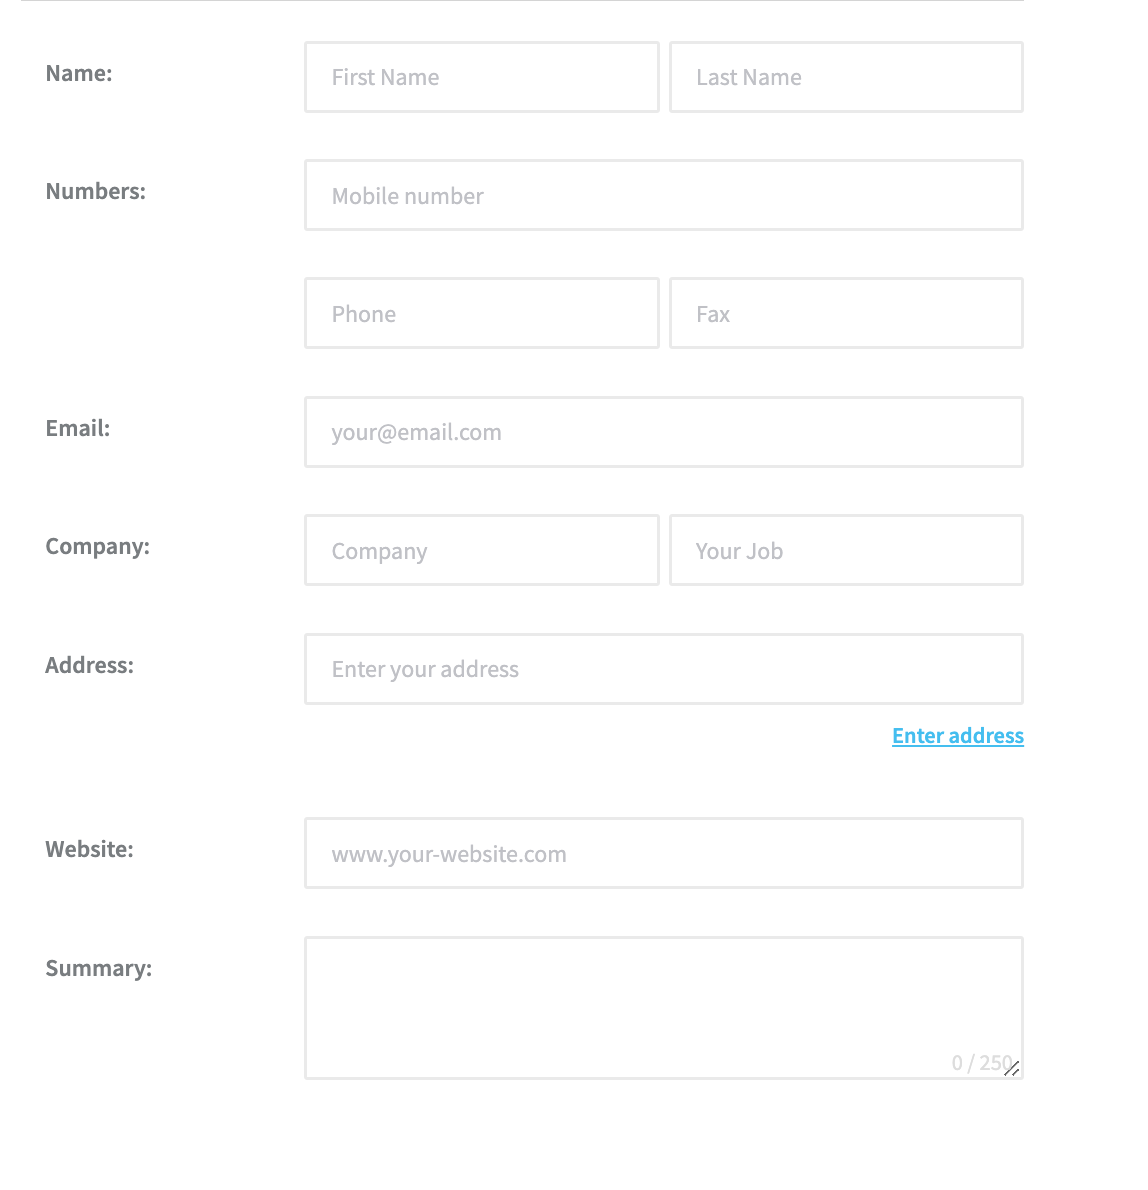 Name:
First Name
Last Name
Numbers:
Mobile number
Phone
Fax
Email:
your@email.com
Company:
Company
Your Job
Address:
Enter your address
Enter address
Website:
www.your-website.com
Summary:
0 / 250